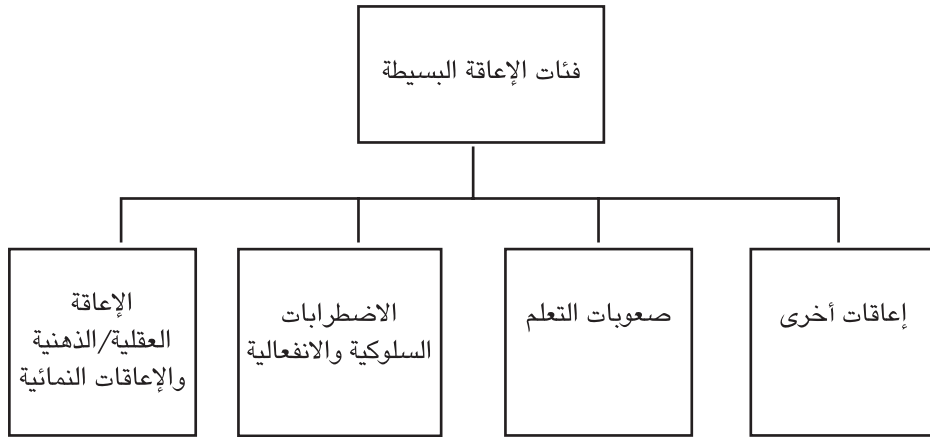 فئات الإعاقة البسيطة
إعاقات أخرى
صعوبات التعلم
الاضطرابات
السلوكية والانفعالية
الإعاقة
العقلية/الذهنية
والإعاقات النمائية